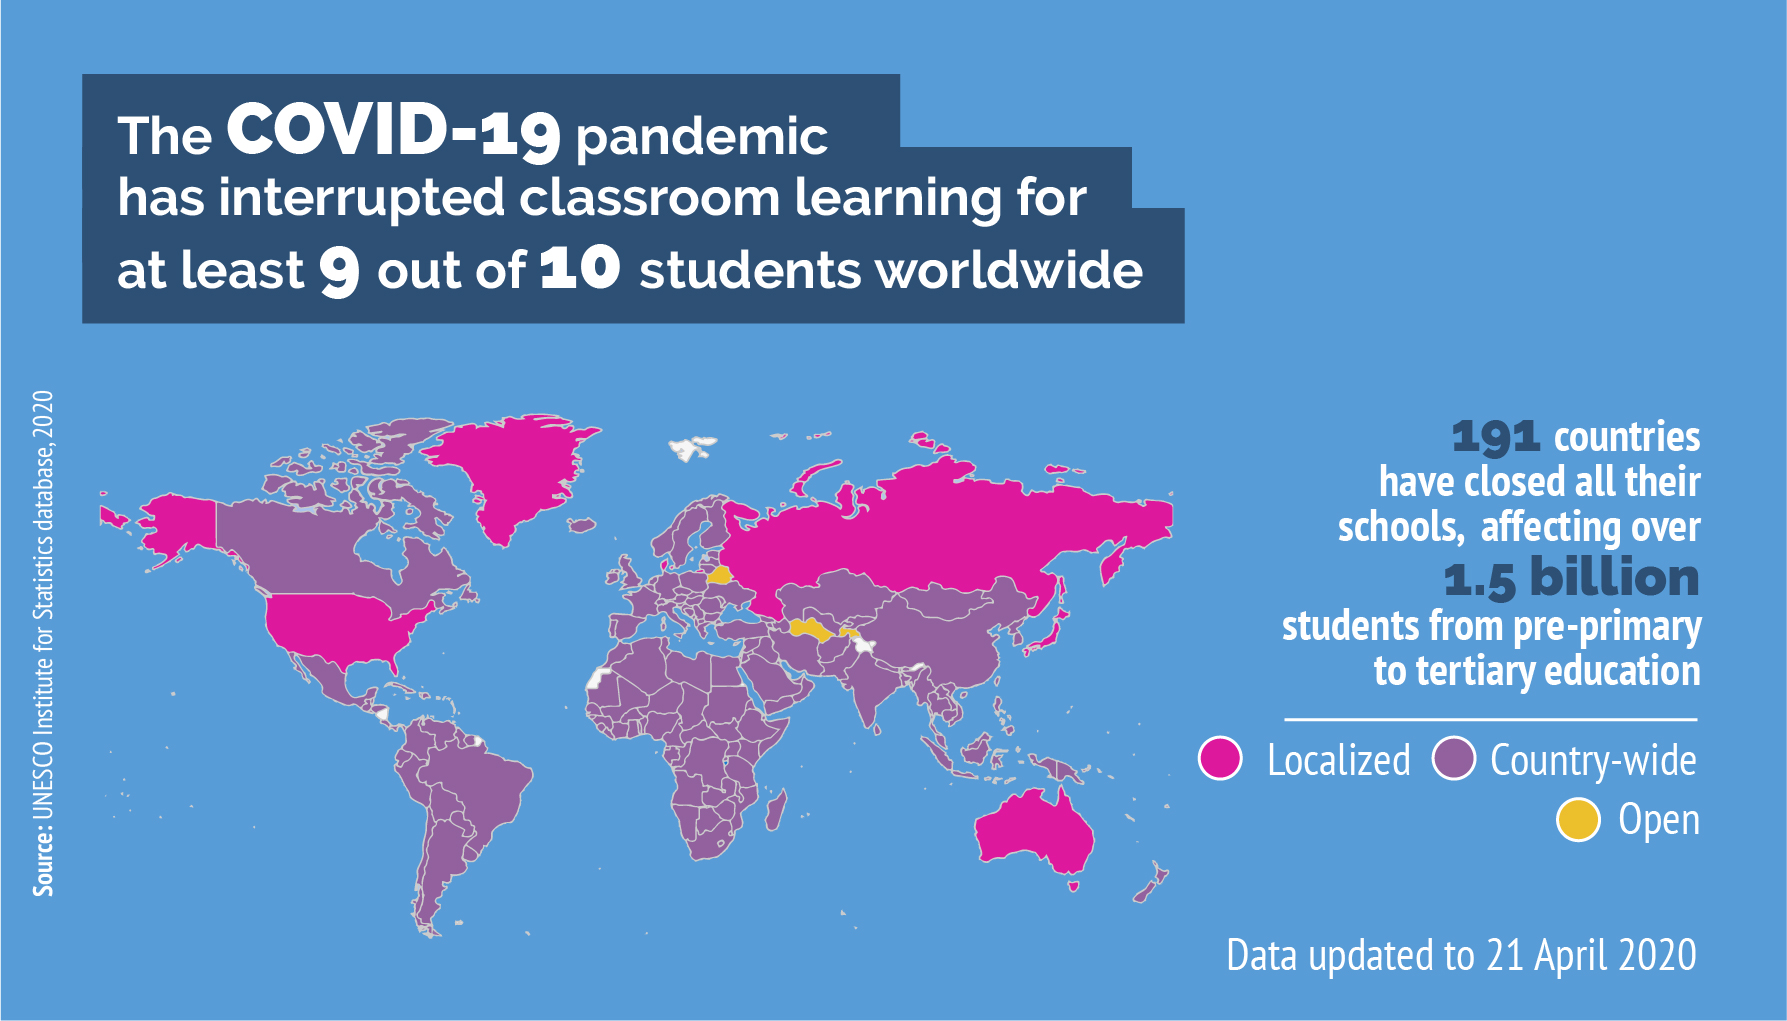 The COVID-19 pandemic
has interrupted classroom learning for
at least 9 out of 10 students worldwide
Source: UNESCO Institute for Statistics database, 2020
191 countries
have closed all their
schools, affecting over
1.5 billion
students from pre-primary
to tertiary education
Localized
Country-wide
Open
Data updated to 21 April 2020